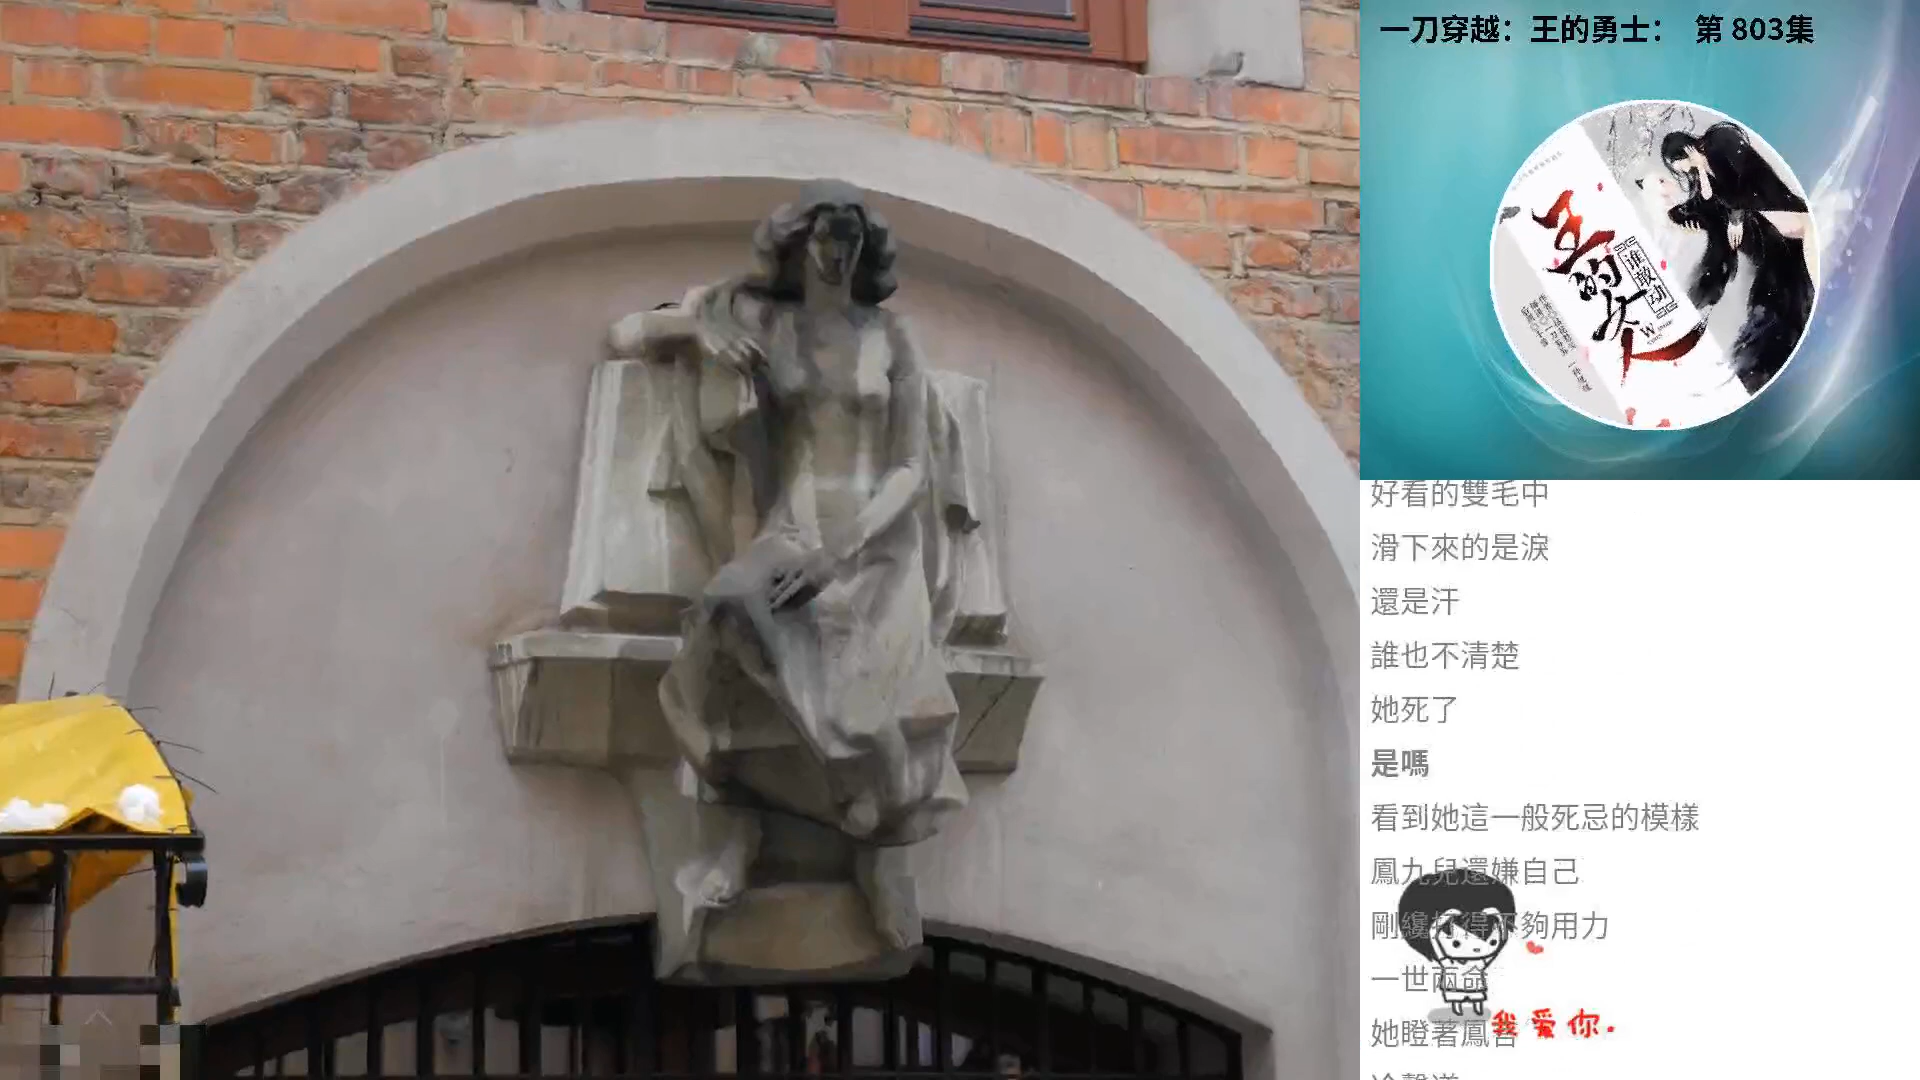 一刀穿越：王的勇士： 第 803集
王的女人
谁敢动
好看的雙毛中
滑下來的是淚
還是汗
誰也不清楚
她死了
是嗎
看到她這一般死忌的模樣
鳳九兒還嫌自己
剛纔打得不夠用力
一世兩命
她瞪著鳳吾
我爱你.